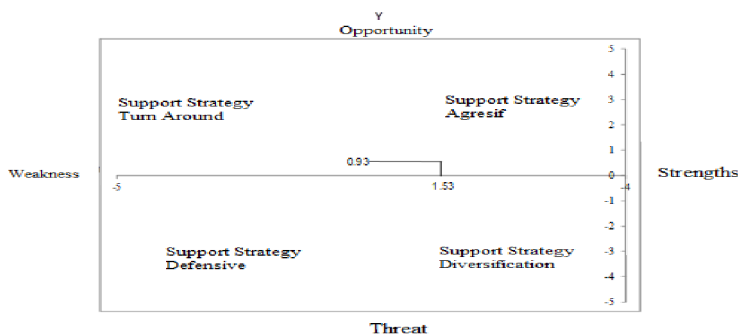 Y
Opportunity
5
4
Support Strategy
Turn Around
Support Strategy
Agresif
3
2
1
0.93
Weakness
-5
1.53
0
-4
Strengths
-1
-2
Support Strategy
Defensive
Support Strategy
Diversification
-3
-4
-5
Threat